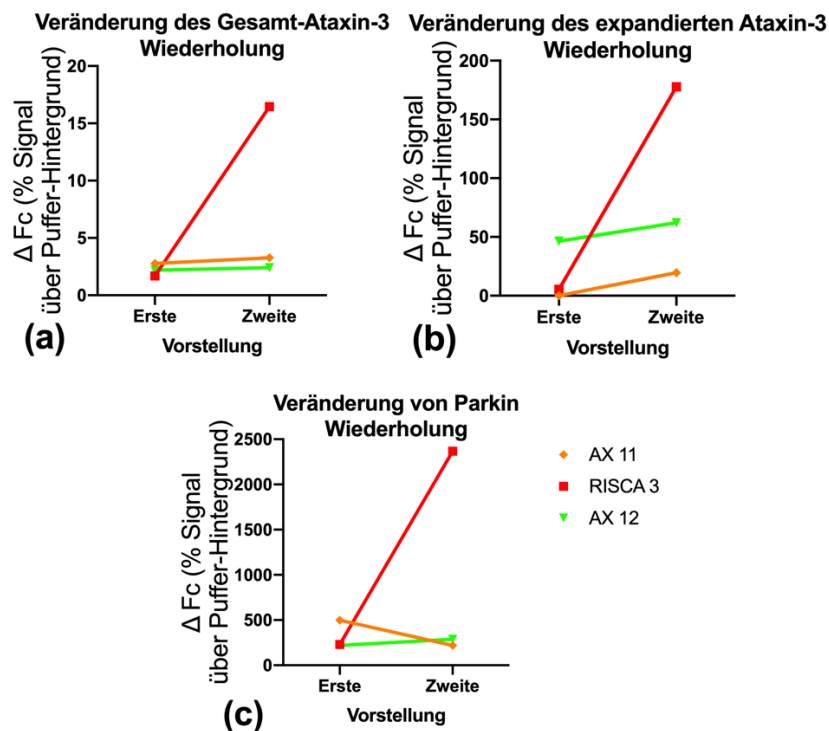 Veränderung des Gesamt-Ataxin-3
Wiederholung
Δ Fc (% Signal
über Puffer-Hintergrund)
20
15
10
5
0
Erste
Zweite
Vorstellung
(a)
Veränderung des expandierten Ataxin-3
Wiederholung
Δ Fc (% Signal
über Puffer-Hintergrund)
200
150
100
50
0
Erste
Zweite
Vorstellung
(b)
Veränderung von Parkin
Wiederholung
Δ Fc (% Signal
über Puffer-Hintergrund)
2500
2000
1500
1000
500
0
Erste
Zweite
Vorstellung
(c)
AX 11
RISCA 3
AX 12